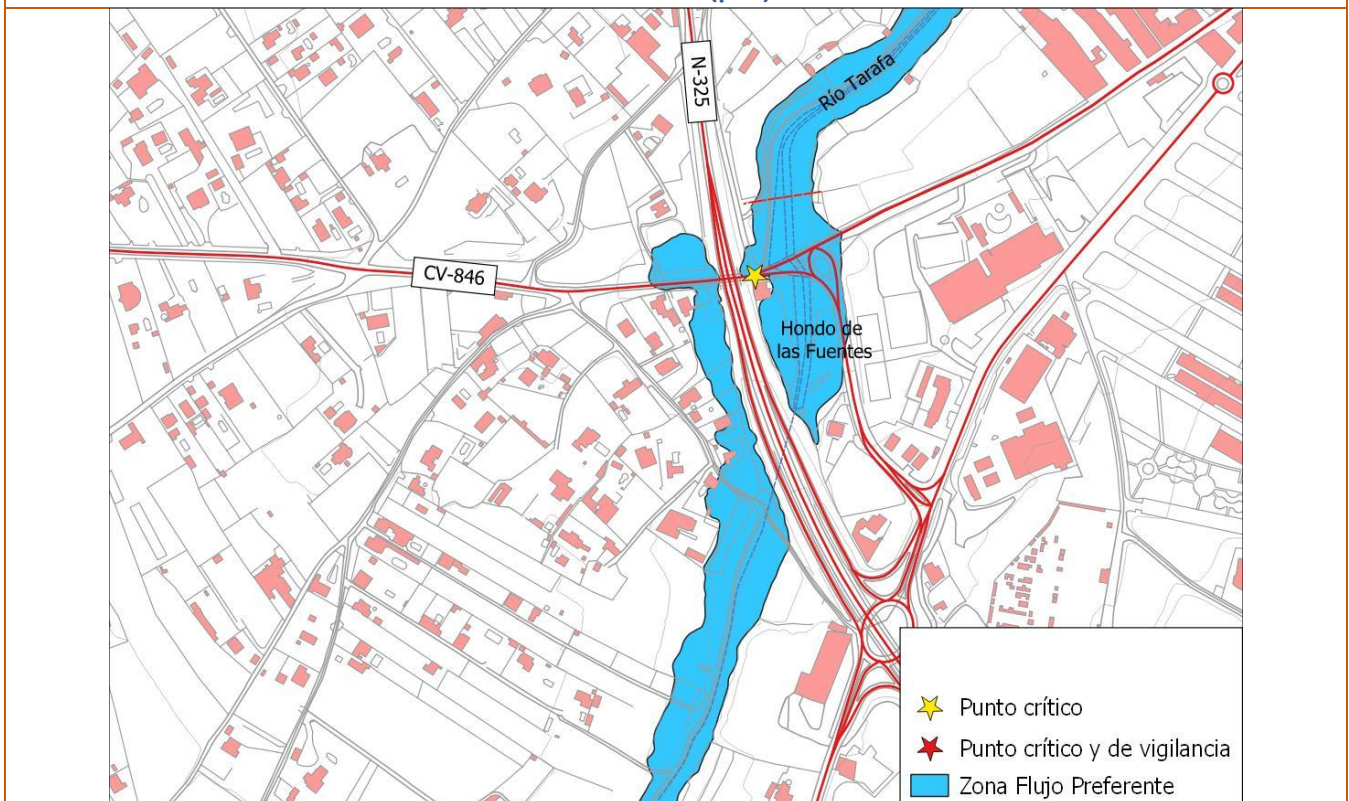 N-325
Río Tarafa
CV-846
Hondo de
las Fuentes
Punto crítico
Punto crítico y de vigilancia
Zona Flujo Preferente